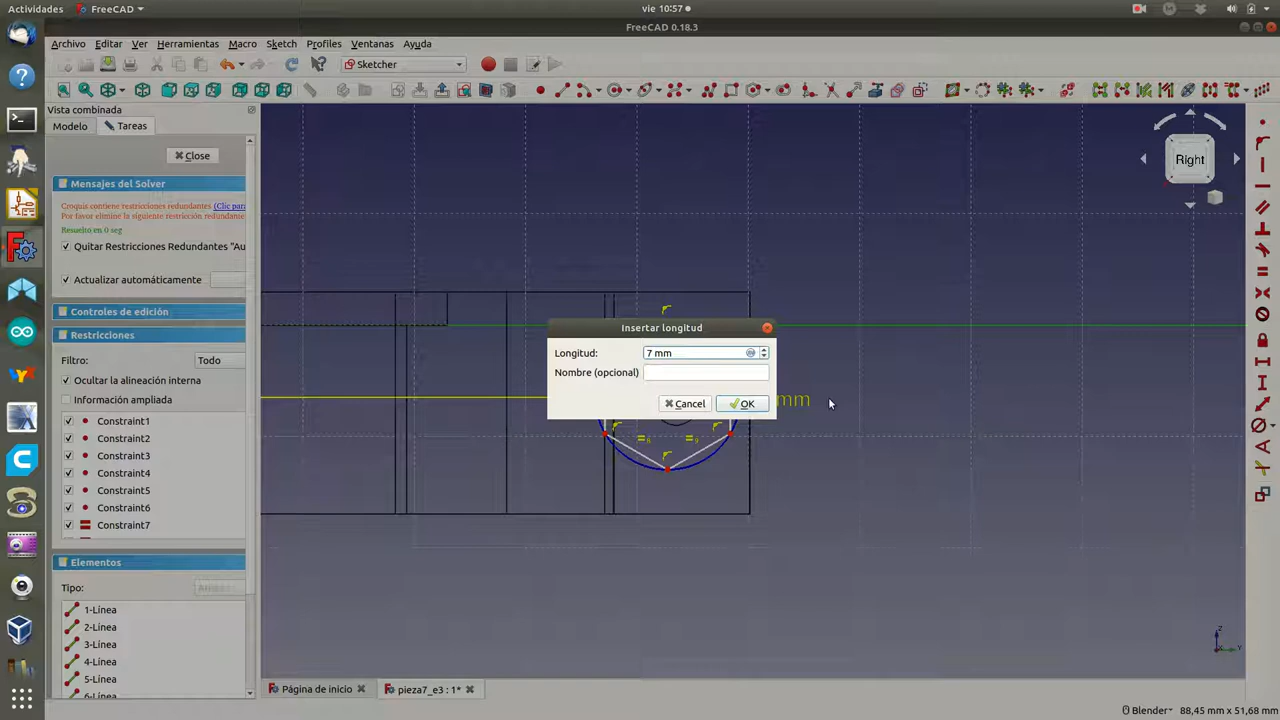 Actividades
FreeCAD
vie 10:57
FreeCAD 0.18.3
Archivo Editar Ver Herramientas Macro Sketch Profiles Ventanas Ayuda
Sketcher
Vista combinada
Modelo
Tareas
Close
Mensajes del Solver
Croquis contiene restricciones redundantes (Clic para
Por favor elimine la siguiente restricción redundante
Resuelto en 0 seg
Quitar Restricciones Redundantes "Au
Actualizar automáticamente
Controles de edición
Restricciones
Filtro: Todo
Ocultar la alineación interna
Información ampliada
Constraint1
Constraint2
Constraint3
Constraint4
Constraint5
Constraint6
Constraint7
Elementos
Tipo:
1-Línea
2-Línea
3-Línea
4-Línea
5-Línea
6-Línea
Right
Insertar longitud
Longitud: 7 mm
Nombre (opcional)
Cancel
OK
mm
Z
Y
Página de inicio
pieza7_e3 : 1*
Blender
88,45 mm x 51,68 mm